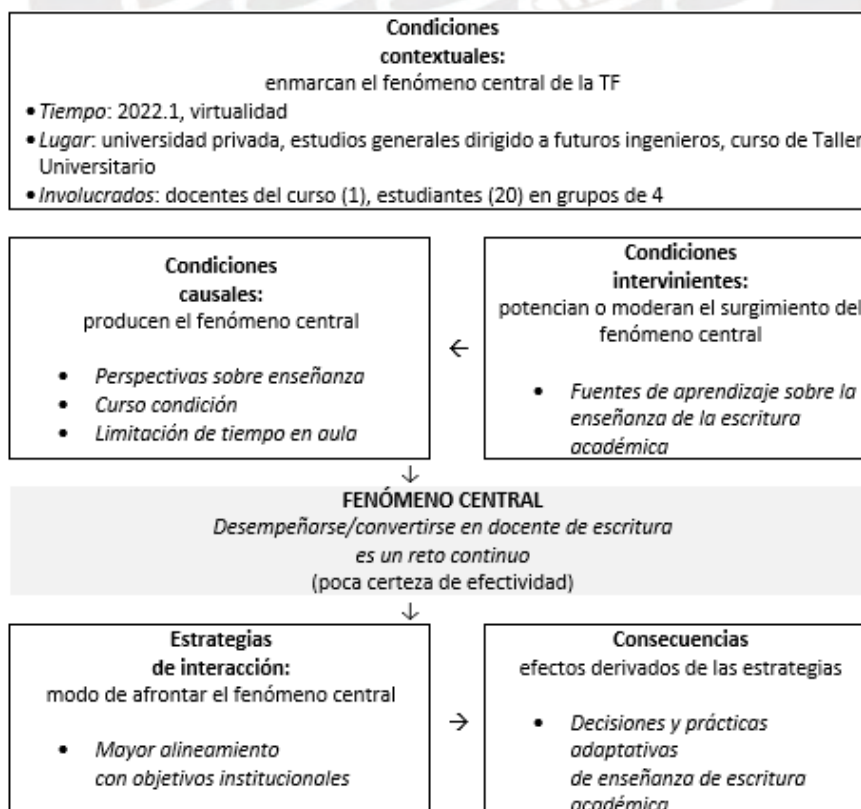 Condiciones
contextuales:
enmarcan el fenómeno central de la TF
• Tiempo: 2022.1, virtualidad
• Lugar: universidad privada, estudios generales dirigido a futuros ingenieros, curso de Taller
Universitario
• Involucrados: docentes del curso (1), estudiantes (20) en grupos de 4
Condiciones
causales:
producen el fenómeno central
• Perspectivas sobre enseñanza
• Curso condición
• Limitación de tiempo en aula
←
Condiciones
intervinientes:
potencian o moderan el surgimiento del
fenómeno central
• Fuentes de aprendizaje sobre la
enseñanza de la escritura
académica
↓
FENÓMENO CENTRAL
Desempeñarse/convertirse en docente de escritura
es un reto continuo
(poca certeza de efectividad)
↓
Estrategias
de interacción:
modo de afrontar el fenómeno central
• Mayor alineamiento
con objetivos institucionales
→
Consecuencias
efectos derivados de las estrategias
• Decisiones y prácticas
adaptativas
de enseñanza de escritura
académica